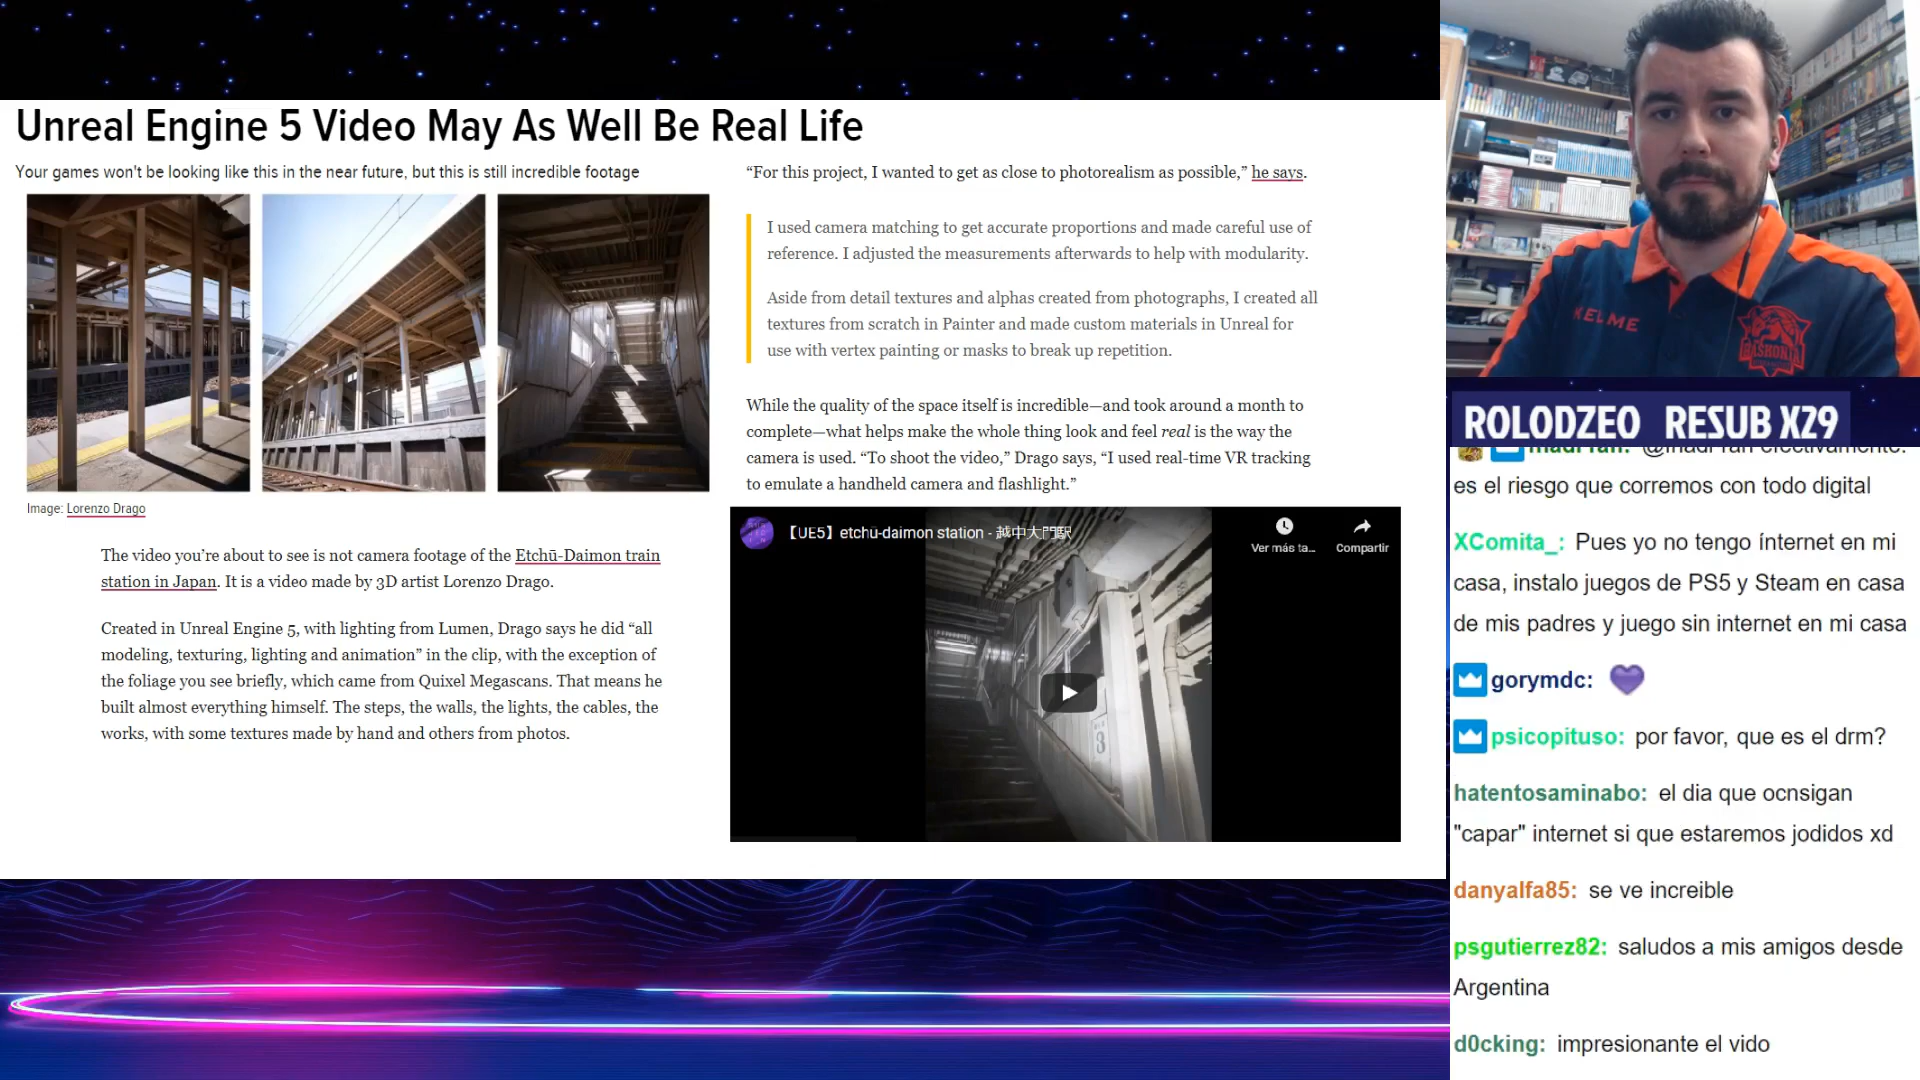 Unreal Engine 5 Video May As Well Be Real Life
Your games won't be looking like this in the near future, but this is still incredible footage
Image: Lorenzo Drago
The video you’re about to see is not camera footage of the Etchū-Daimon train
station in Japan. It is a video made by 3D artist Lorenzo Drago.
Created in Unreal Engine 5, with lighting from Lumen, Drago says he did “all
modeling, texturing, lighting and animation” in the clip, with the exception of
the foliage you see briefly, which came from Quixel Megascans. That means he
built almost everything himself. The steps, the walls, the lights, the cables, the
works, with some textures made by hand and others from photos.
“For this project, I wanted to get as close to photorealism as possible,” he says.
I used camera matching to get accurate proportions and made careful use of
reference. I adjusted the measurements afterwards to help with modularity.
Aside from detail textures and alphas created from photographs, I created all
textures from scratch in Painter and made custom materials in Unreal for
use with vertex painting or masks to break up repetition.
While the quality of the space itself is incredible—and took around a month to
complete—what helps make the whole thing look and feel real is the way the
camera is used. “To shoot the video,” Drago says, “I used real-time VR tracking
to emulate a handheld camera and flashlight.”
【UE5】etchū-daimon station - 越中大門駅
Ver más ta...
Compartir
3
KELME
BASKONIA
ROLODZEO RESUB X29
madi ran: @madi ran efectivamente.
es el riesgo que corremos con todo digital
XComita_: Pues yo no tengo ínternet en mi
casa, instalo juegos de PS5 y Steam en casa
de mis padres y juego sin internet en mi casa
gorymdc:
psicopituso: por favor, que es el drm?
hatentosaminabo: el dia que ocnsigan
"capar" internet si que estaremos jodidos xd
danyalfa85: se ve increible
psgutierrez82: saludos a mis amigos desde
Argentina
d0cking: impresionante el vido